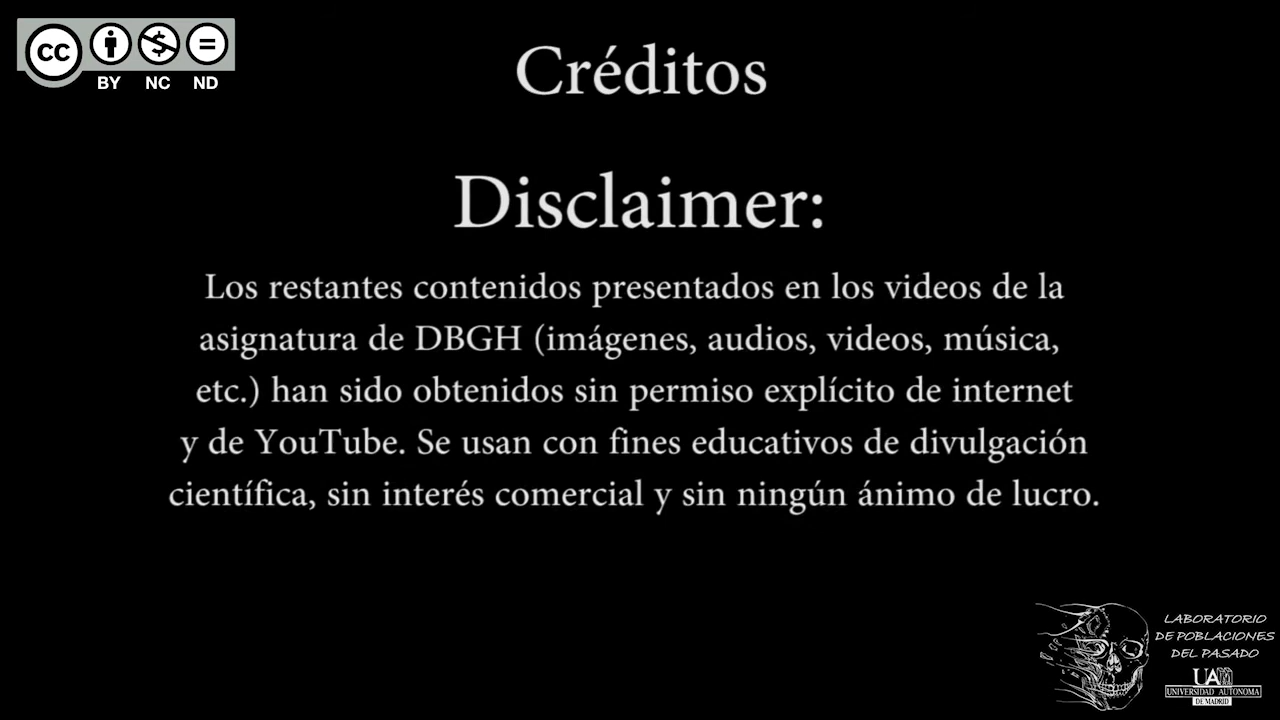 cc
BY NC ND
Créditos
Disclaimer:
Los restantes contenidos presentados en los videos de la
asignatura de DBGH (imágenes, audios, videos, música,
etc.) han sido obtenidos sin permiso explícito de internet
y de YouTube. Se usan con fines educativos de divulgación
científica, sin interés comercial y sin ningún ánimo de lucro.
LABORATORIO
DE POBLACIONES
DEL PASADO
UAM
UNIVERSIDAD AUTONOMA
DE MADRID